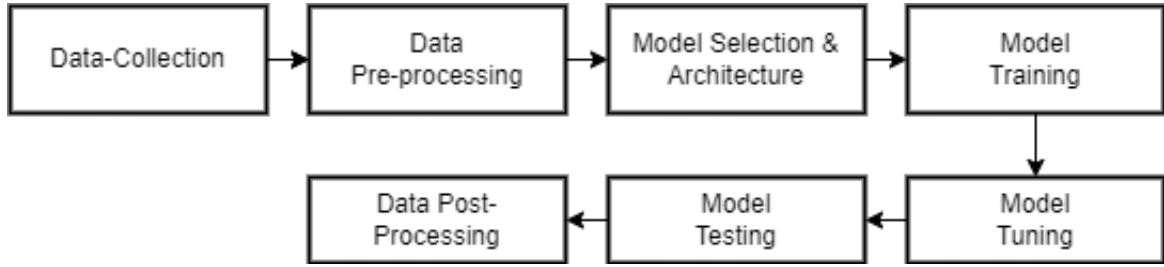 Data-Collection
Data
Pre-processing
Model Selection &
Architecture
Model
Training
Model
Tuning
Model
Testing
Data Post-
Processing